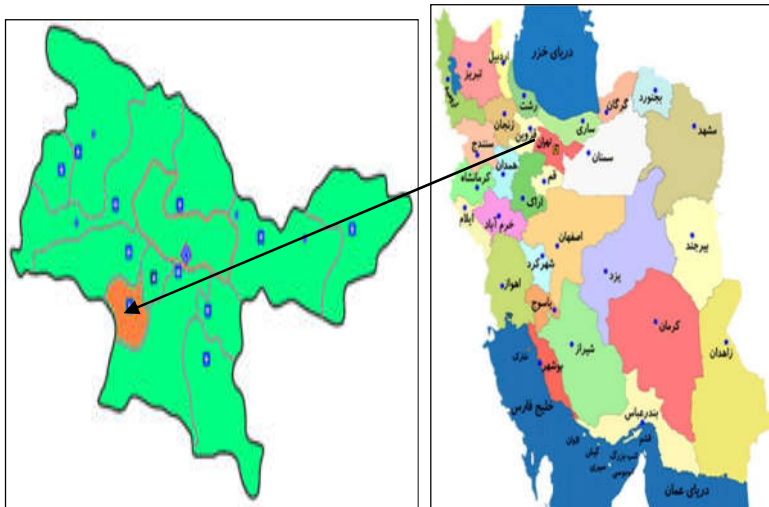 دریای خزر
اردبیل
تبریز
ارومیه
رشت
گرگان
بجنورد
مشهد
زنجان
قزوین
ساری
تهران
سنندج
سمنان
همدان
قم
کرمانشاه
اراک
ایلام
خرم آباد
اصفهان
بیرجند
شهرکرد
یزد
اهواز
یاسوج
کرمان
زاهدان
شیراز
بوشهر
خلیج فارس
بندرعباس
قشم
کیش
دریای عمان